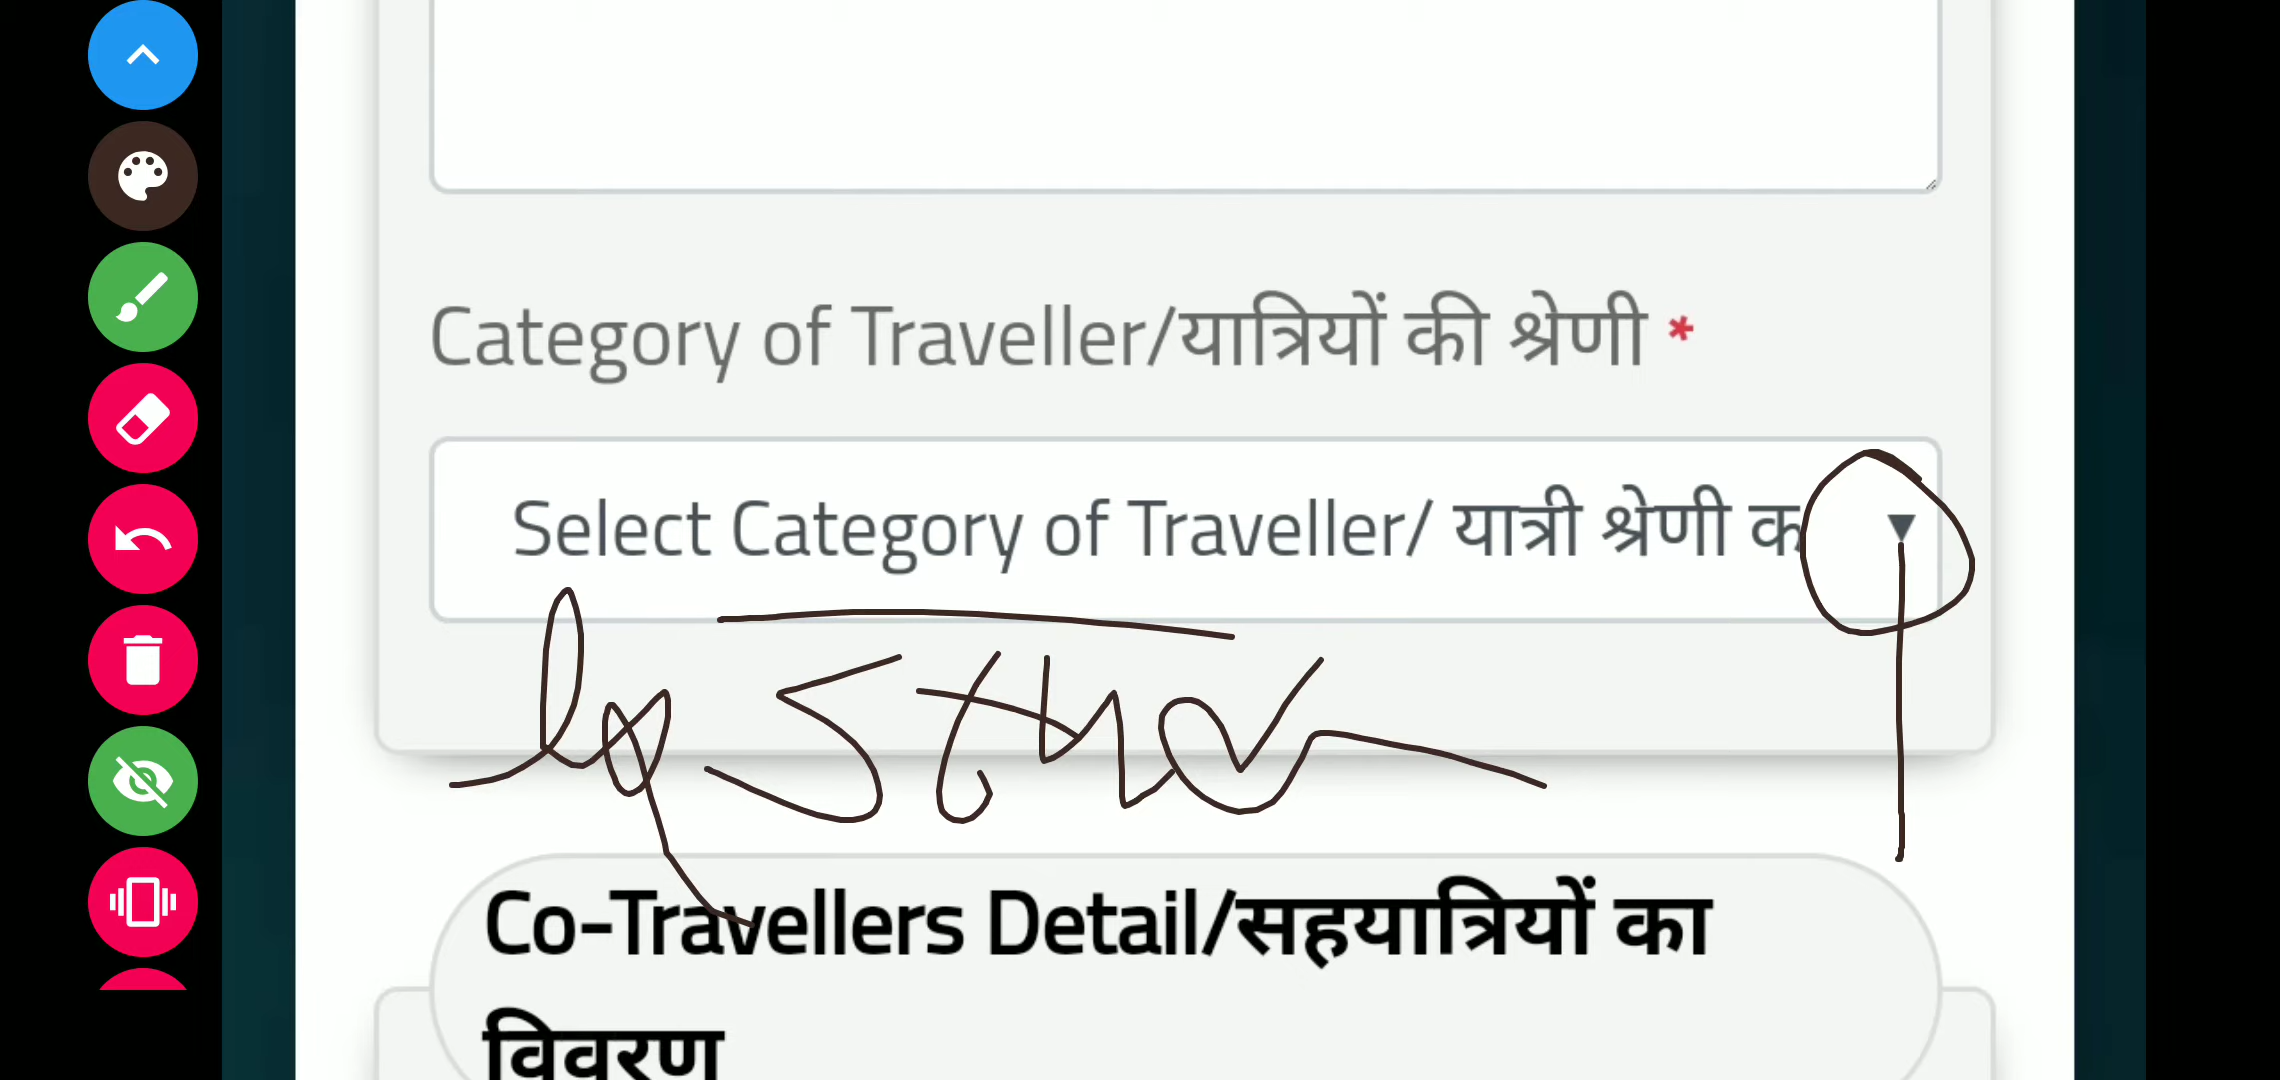 Category of Traveller/यात्रियों की श्रेणी *
Select Category of Traveller/ यात्री श्रेणी क
Co-Travellers Detail/सहयात्रियों का
विवरण